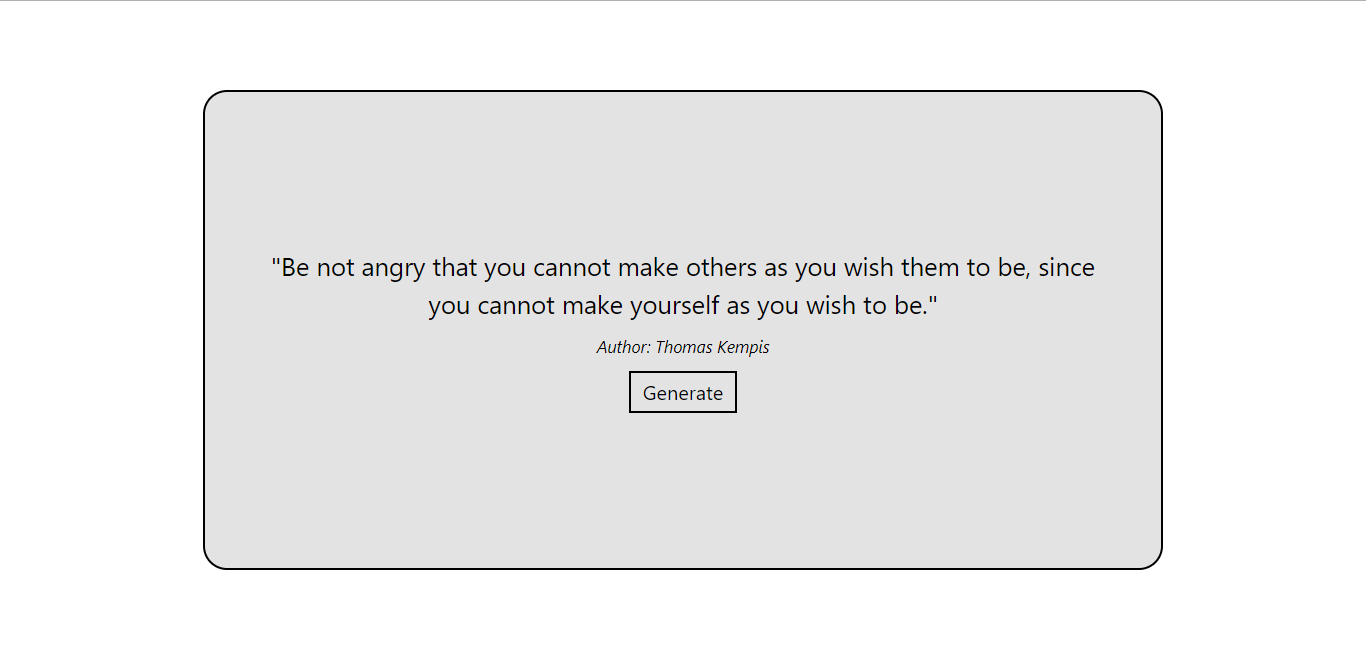 "Be not angry that you cannot make others as you wish them to be, since
you cannot make yourself as you wish to be."
Author: Thomas Kempis
Generate